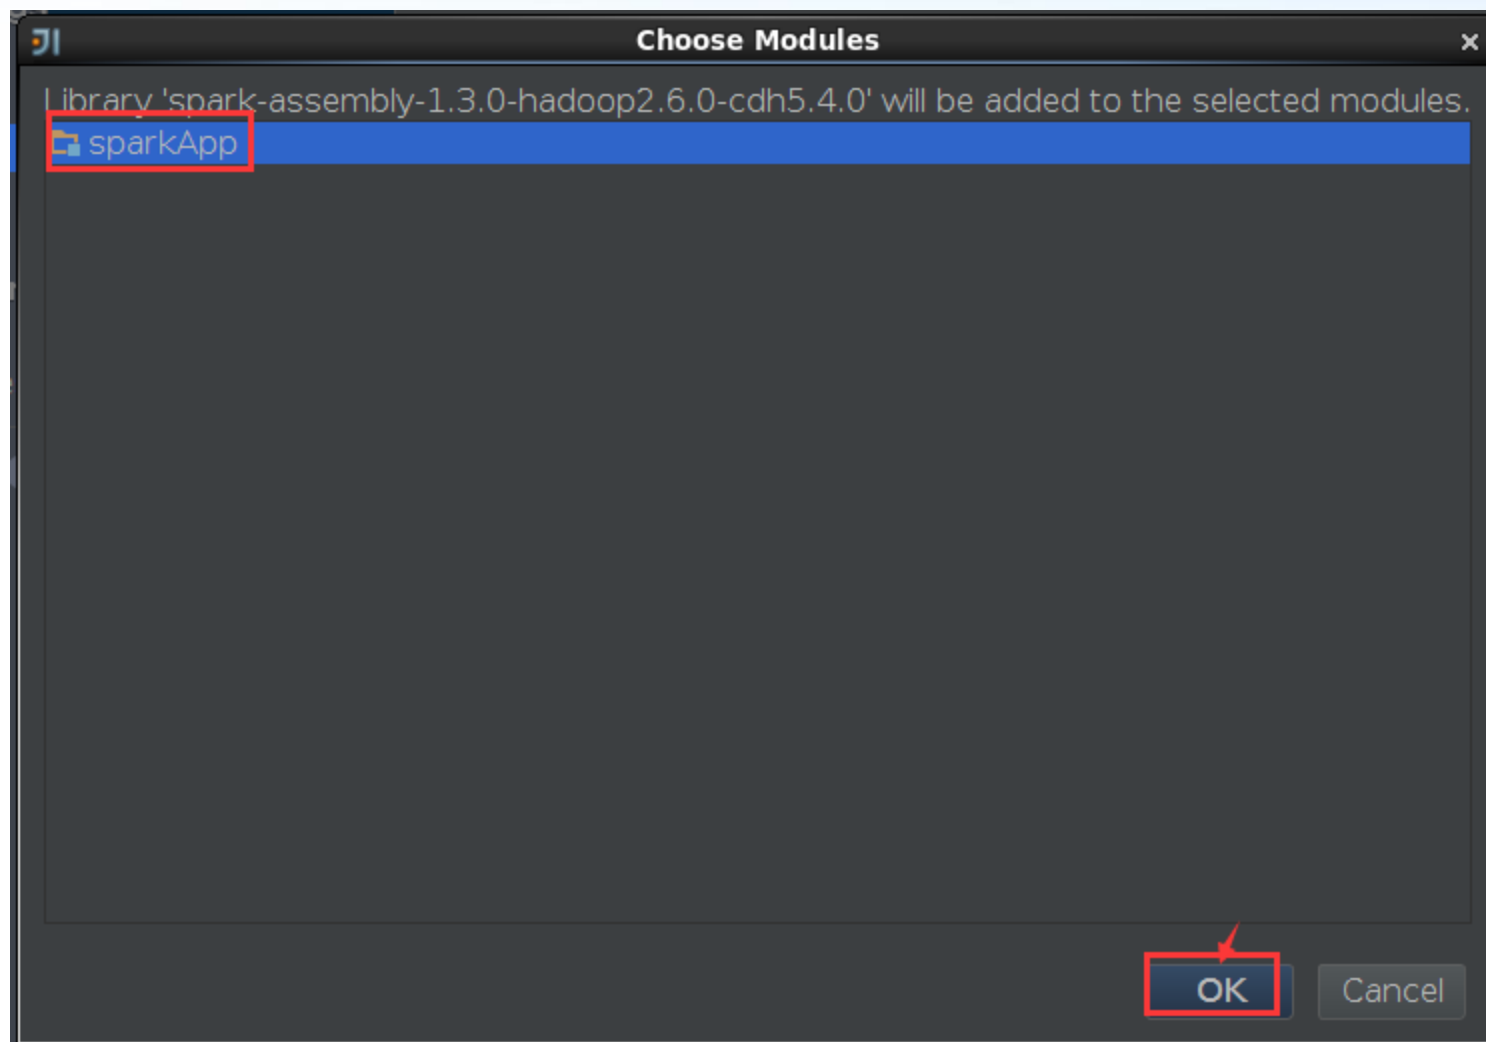 Choose Modules
Library 'spark-assembly-1.3.0-hadoop2.6.0-cdh5.4.0' will be added to the selected modules.
sparkApp
OK
Cancel